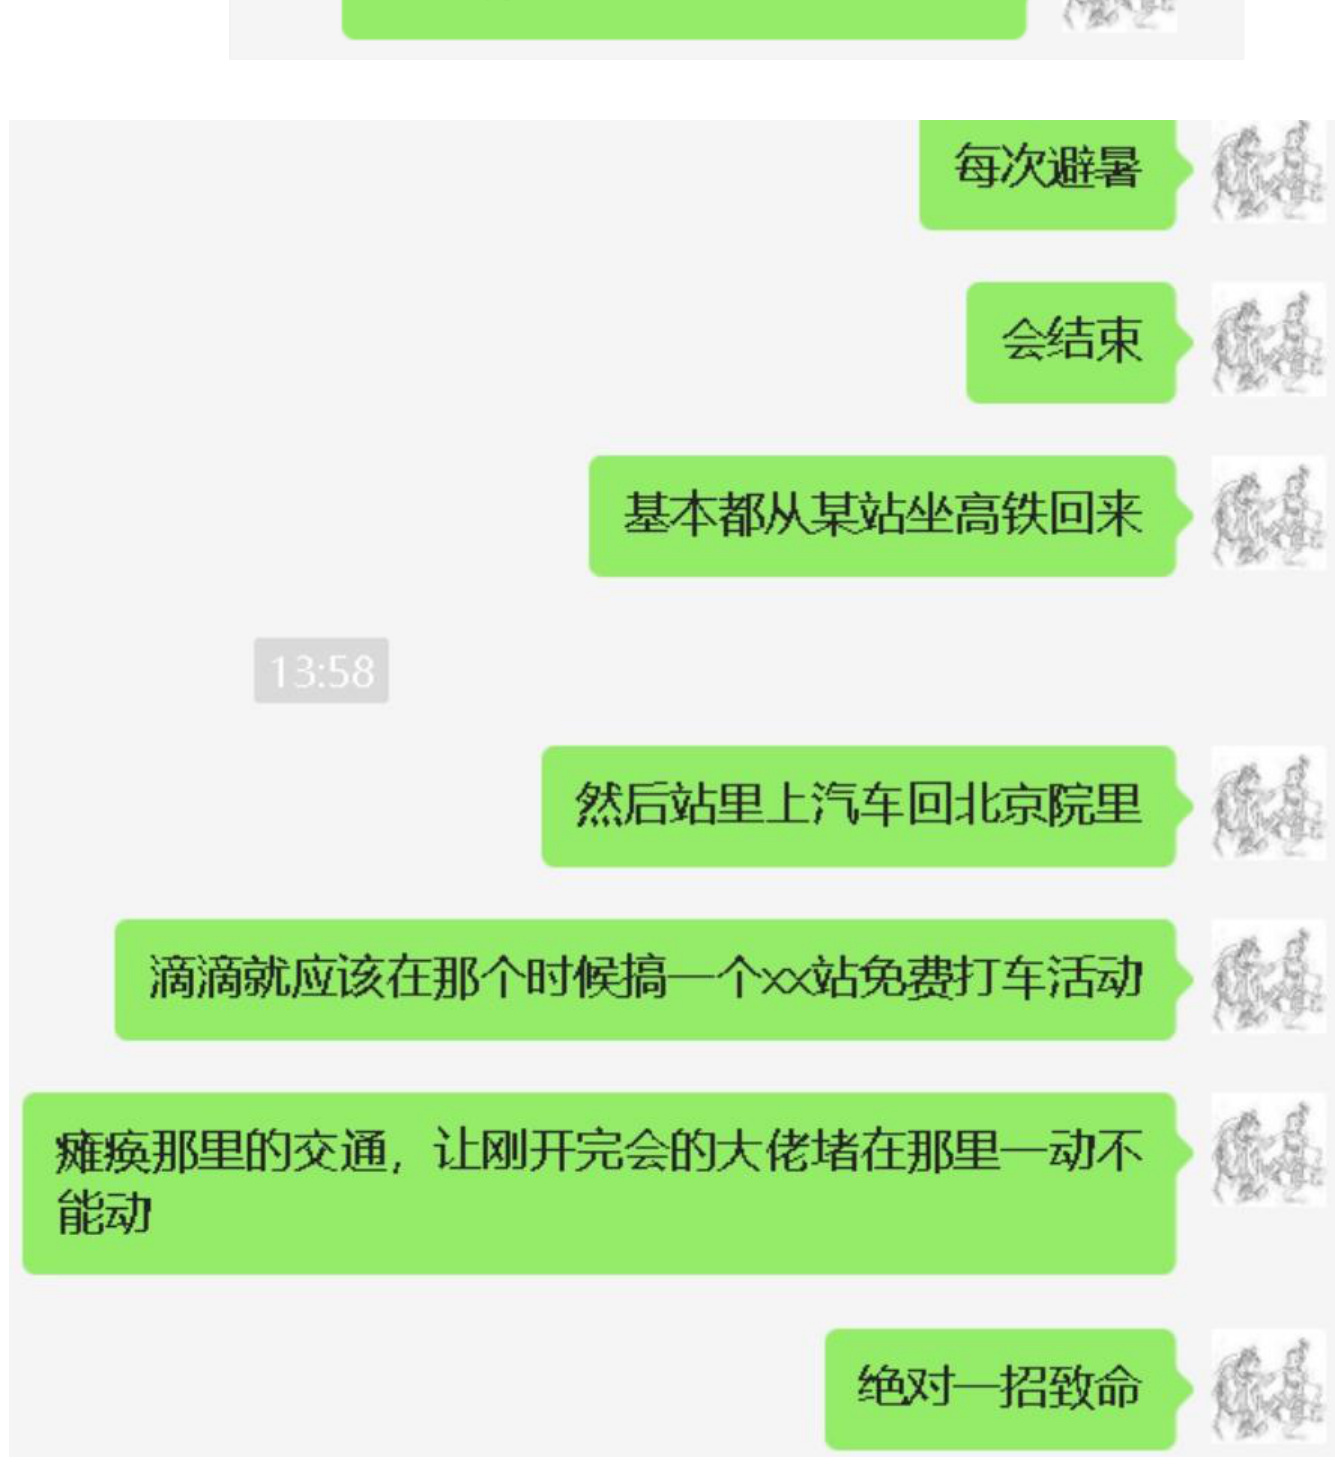 每次避暑
会结束
基本都从某站坐高铁回来
13:58
然后站里上汽车回北京院里
滴滴就应该在那个时候搞一个xx站免费打车活动
瘫痪那里的交通，让刚开完会的大佬堵在那里一动不
能动
绝对一招致命